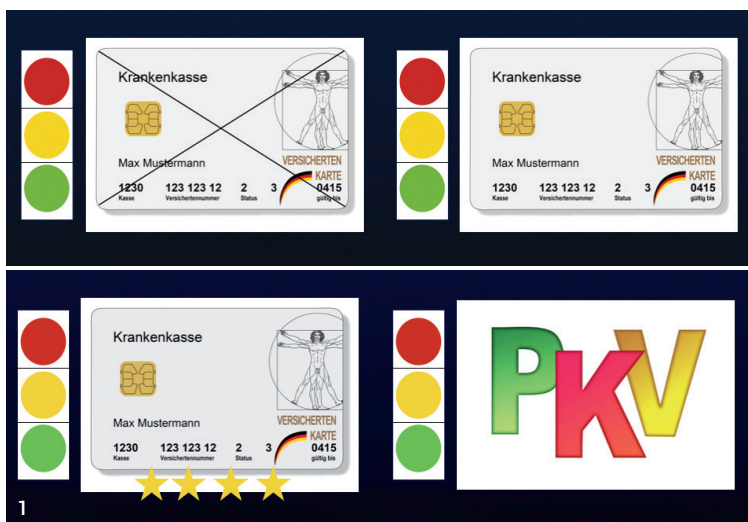 Krankenkasse
Max Mustermann
VERSICHERTEN
KARTE
1230 123 123 12 2 3 0415
Kasse Versichertennummer Status gültig bis
Krankenkasse
Max Mustermann
VERSICHERTEN
KARTE
1230 123 123 12 2 3 0415
Kasse Versichertennummer Status gültig bis
Krankenkasse
Max Mustermann
VERSICHERTEN
KARTE
1230 123 123 12 2 3 0415
Kasse Versichertennummer Status gültig bis
PKV
1